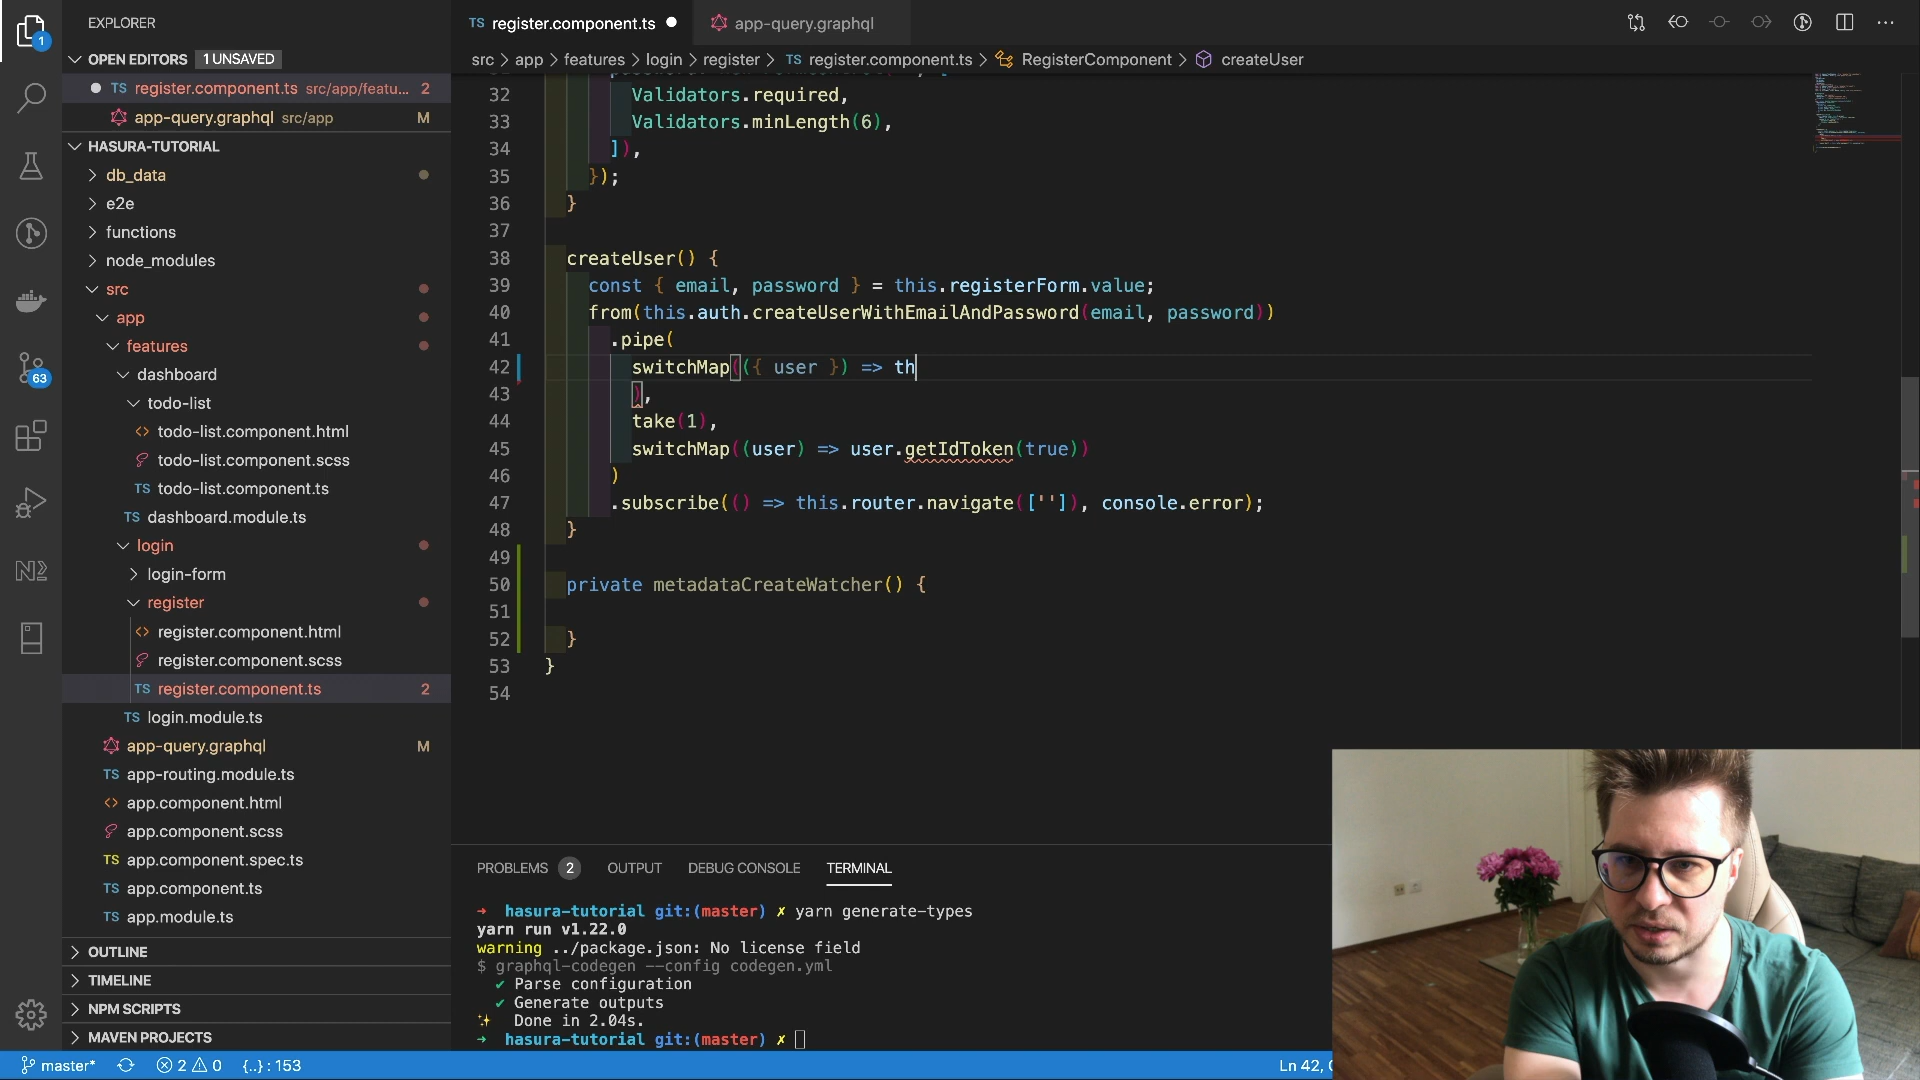 EXPLORER
OPEN EDITORS 1 UNSAVED
TS register.component.ts src/app/featu... 2
app-query.graphql src/app M
HASURA-TUTORIAL
db_data
e2e
functions
node_modules
src
app
features
dashboard
todo-list
<> todo-list.component.html
todo-list.component.scss
TS todo-list.component.ts
TS dashboard.module.ts
login
login-form
register
<> register.component.html
register.component.scss
TS register.component.ts 2
TS login.module.ts
app-query.graphql M
TS app-routing.module.ts
<> app.component.html
app.component.scss
TS app.component.spec.ts
TS app.component.ts
TS app.module.ts
OUTLINE
TIMELINE
NPM SCRIPTS
MAVEN PROJECTS
1
63
TS register.component.ts
app-query.graphql
src > app > features > login > register > TS register.component.ts > RegisterComponent > createUser
32 Validators.required,
33 Validators.minLength(6),
34 ]),
35 });
36 }
37
38 createUser() {
39 const { email, password } = this.registerForm.value;
40 from(this.auth.createUserWithEmailAndPassword(email, password))
41 .pipe(
42 switchMap(({ user }) => th
43 ),
44 take(1),
45 switchMap((user) => user.getIdToken(true))
46 )
47 .subscribe(() => this.router.navigate(['']), console.error);
48 }
49
50 private metadataCreateWatcher() {
51
52 }
53 }
54
PROBLEMS 2 OUTPUT DEBUG CONSOLE TERMINAL
→ hasura-tutorial git:(master) ✗ yarn generate-types
yarn run v1.22.0
warning ../package.json: No license field
$ graphql-codegen --config codegen.yml
✔ Parse configuration
✔ Generate outputs
✨ Done in 2.04s.
→ hasura-tutorial git:(master) ✗
master* 2 0 {..} : 153
Ln 42,